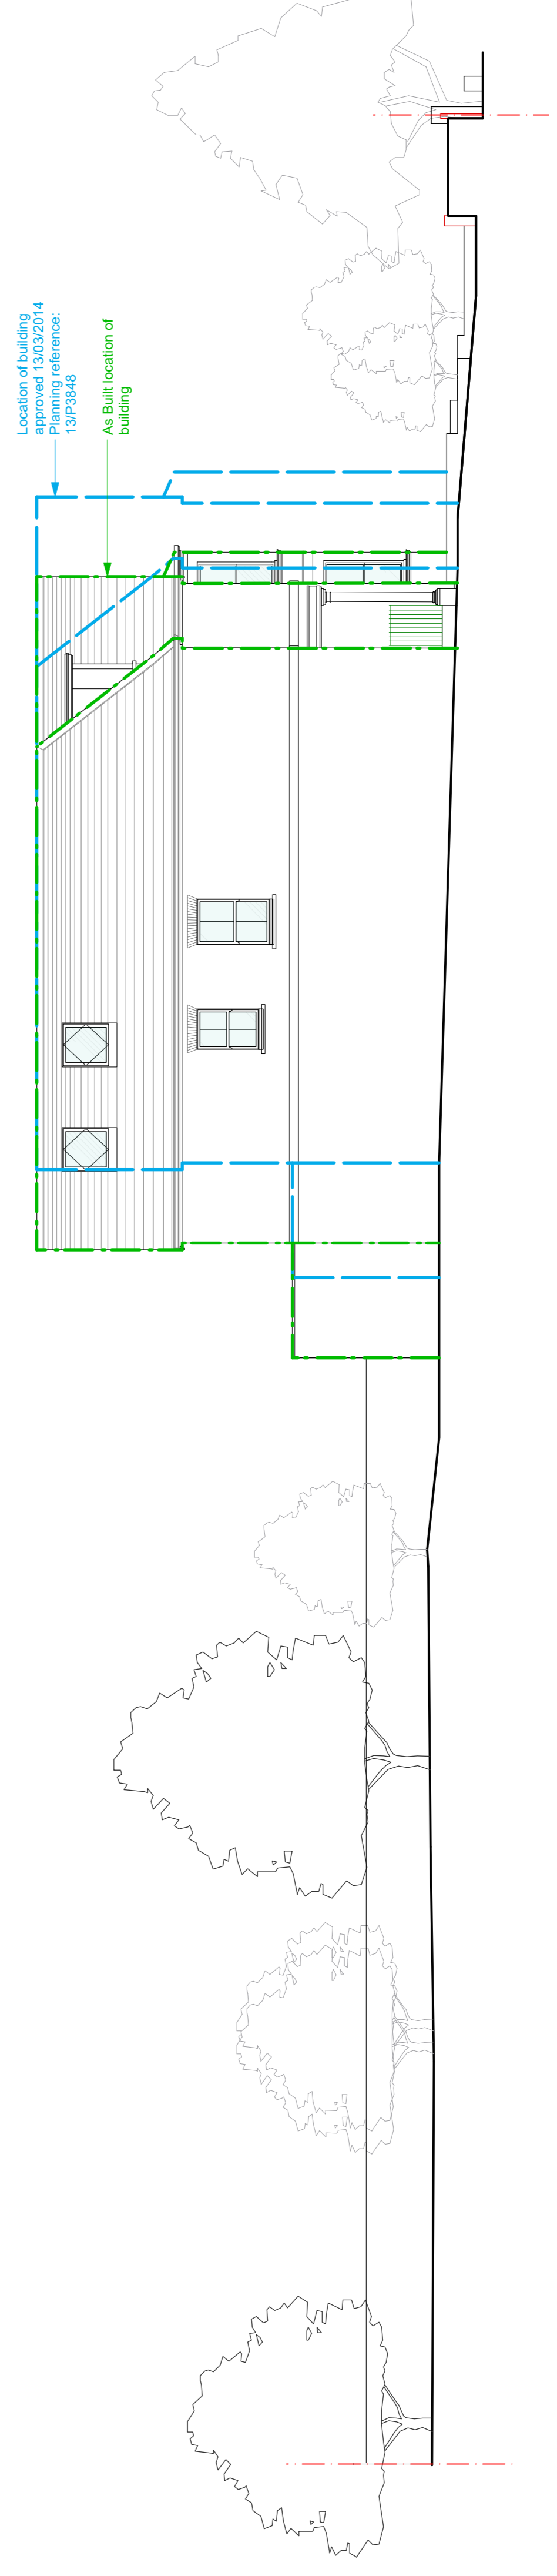 Location of building
approved 13/03/2014
Planning reference:
13/P3848
As Built location of
building